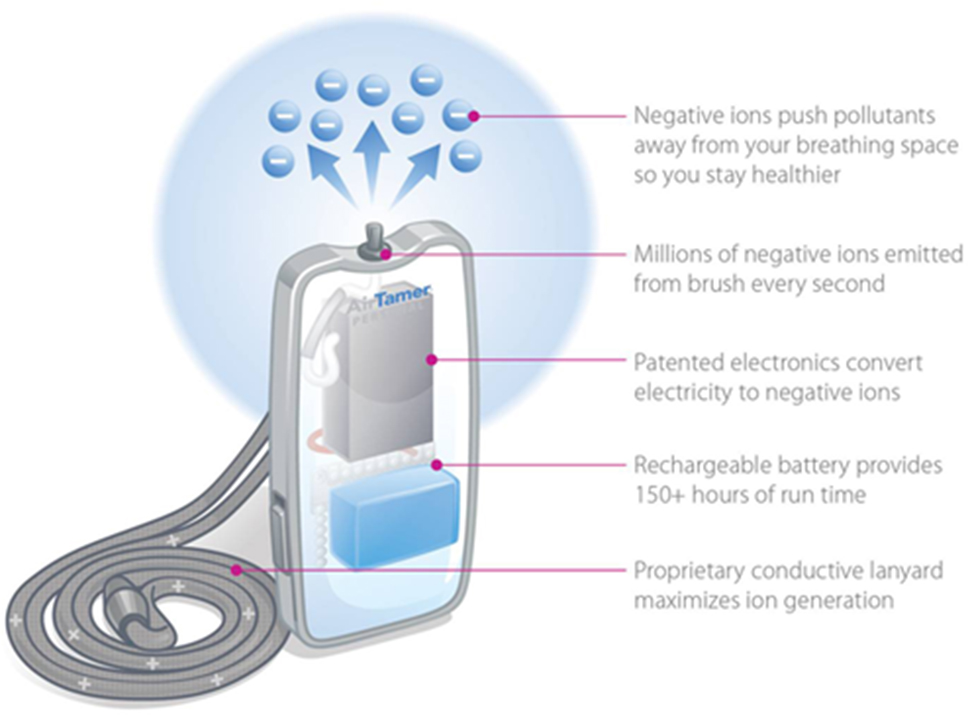 Negative ions push pollutants
away from your breathing space
so you stay healthier
Millions of negative ions emitted
from brush every second
AirTamer
PERSONAL
Patented electronics convert
electricity to negative ions
Rechargeable battery provides
150+ hours of run time
Proprietary conductive lanyard
maximizes ion generation